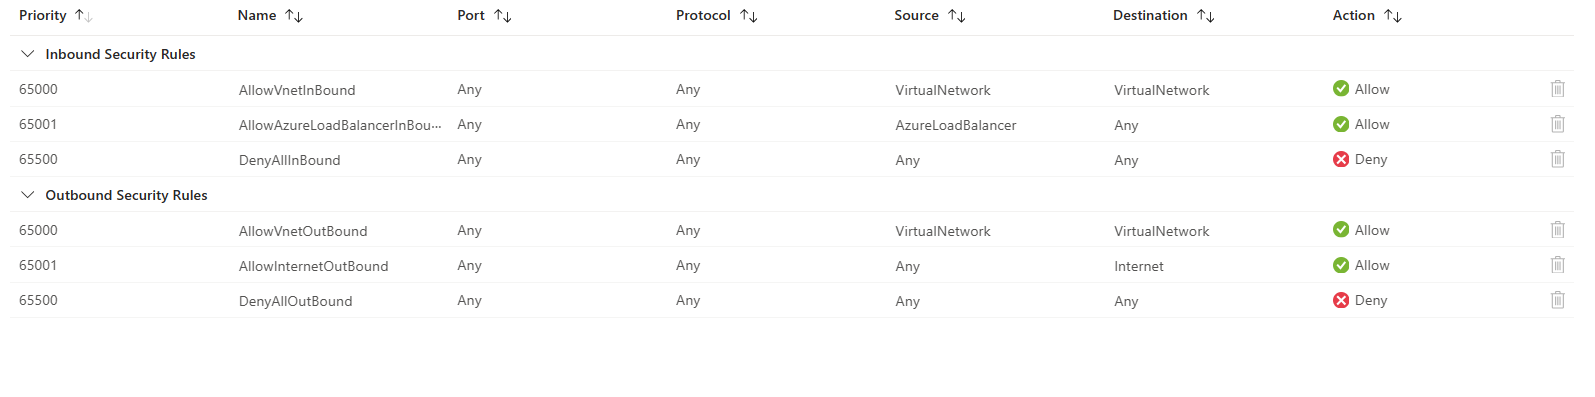 Priority Name Port Protocol Source Destination Action
Inbound Security Rules
65000 AllowVnetInBound Any Any VirtualNetwork VirtualNetwork Allow
65001 AllowAzureLoadBalancerInBou... Any Any AzureLoadBalancer Any Allow
65500 DenyAllInBound Any Any Any Any Deny
Outbound Security Rules
65000 AllowVnetOutBound Any Any VirtualNetwork VirtualNetwork Allow
65001 AllowInternetOutBound Any Any Any Internet Allow
65500 DenyAllOutBound Any Any Any Any Deny